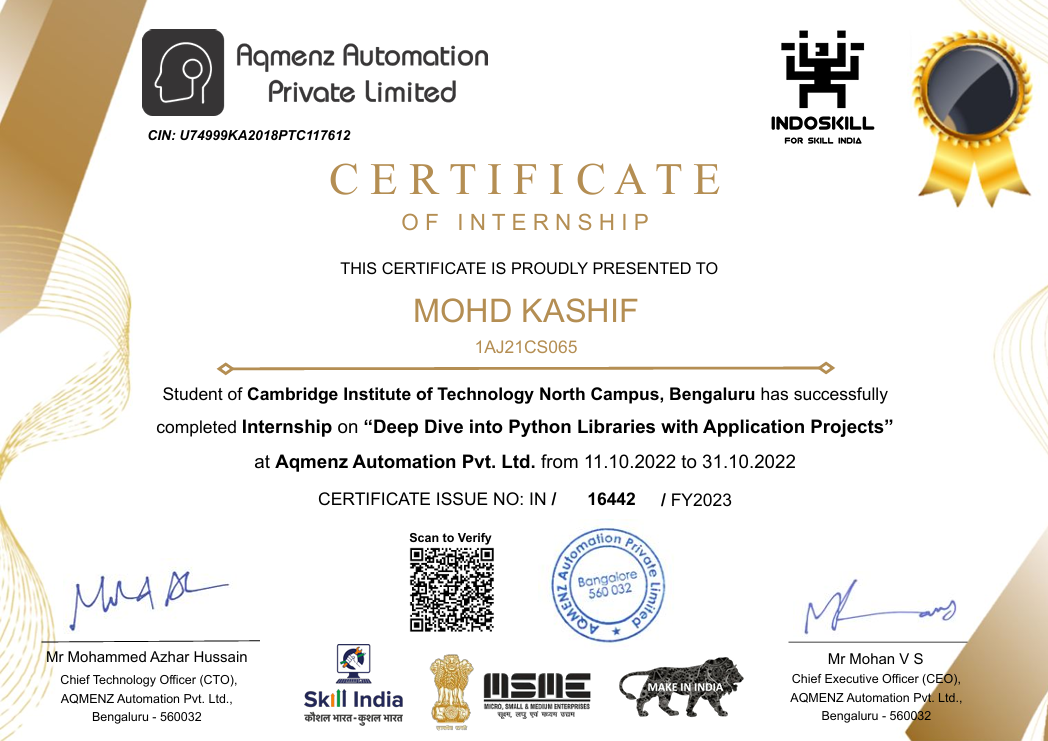 Aqmenz Automation
Private Limited
CIN: U74999KA2018PTC117612
INDOSKILL
FOR SKILL INDIA
CERTIFICATE
OF INTERNSHIP
THIS CERTIFICATE IS PROUDLY PRESENTED TO
MOHD KASHIF
1AJ21CS065
Student of Cambridge Institute of Technology North Campus, Bengaluru has successfully
completed Internship on “Deep Dive into Python Libraries with Application Projects”
at Aqmenz Automation Pvt. Ltd. from 11.10.2022 to 31.10.2022
CERTIFICATE ISSUE NO: IN / 16442 / FY2023
Scan to Verify
AQMENZ Automation Private Limited
Bangalore
560 032
Mr Mohammed Azhar Hussain
Chief Technology Officer (CTO),
AQMENZ Automation Pvt. Ltd.,
Bengaluru - 560032
Skill India
कौशल भारत - कुशल भारत
सत्यमेव जयते
MSME
MICRO, SMALL & MEDIUM ENTERPRISES
सूक्ष्म, लघु एवं मध्यम उद्यम
MAKE IN INDIA
Mr Mohan V S
Chief Executive Officer (CEO),
AQMENZ Automation Pvt. Ltd.,
Bengaluru - 560032